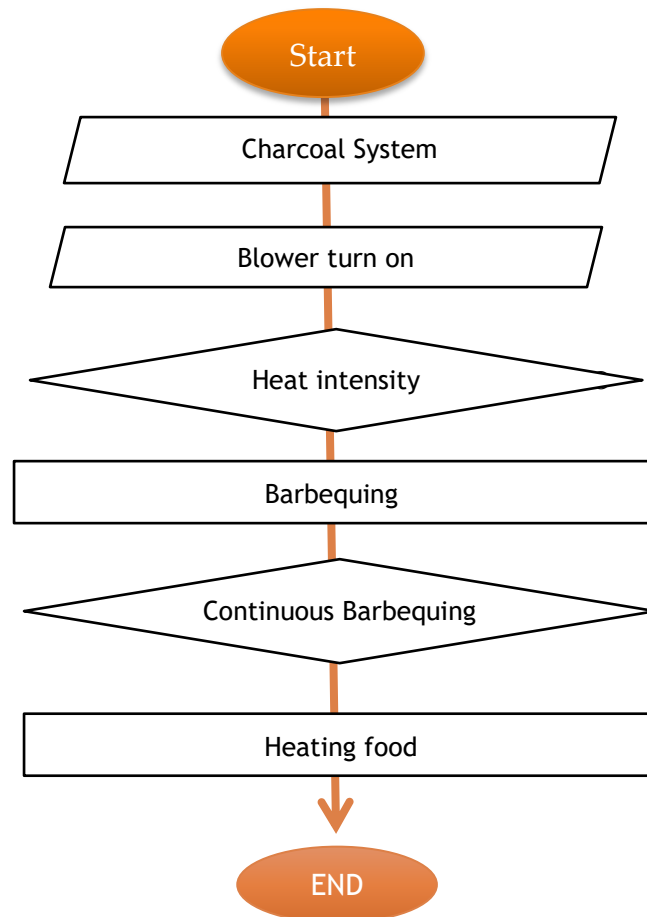 Start
Charcoal System
Blower turn on
Heat intensity
Barbequing
Continuous Barbequing
Heating food
END